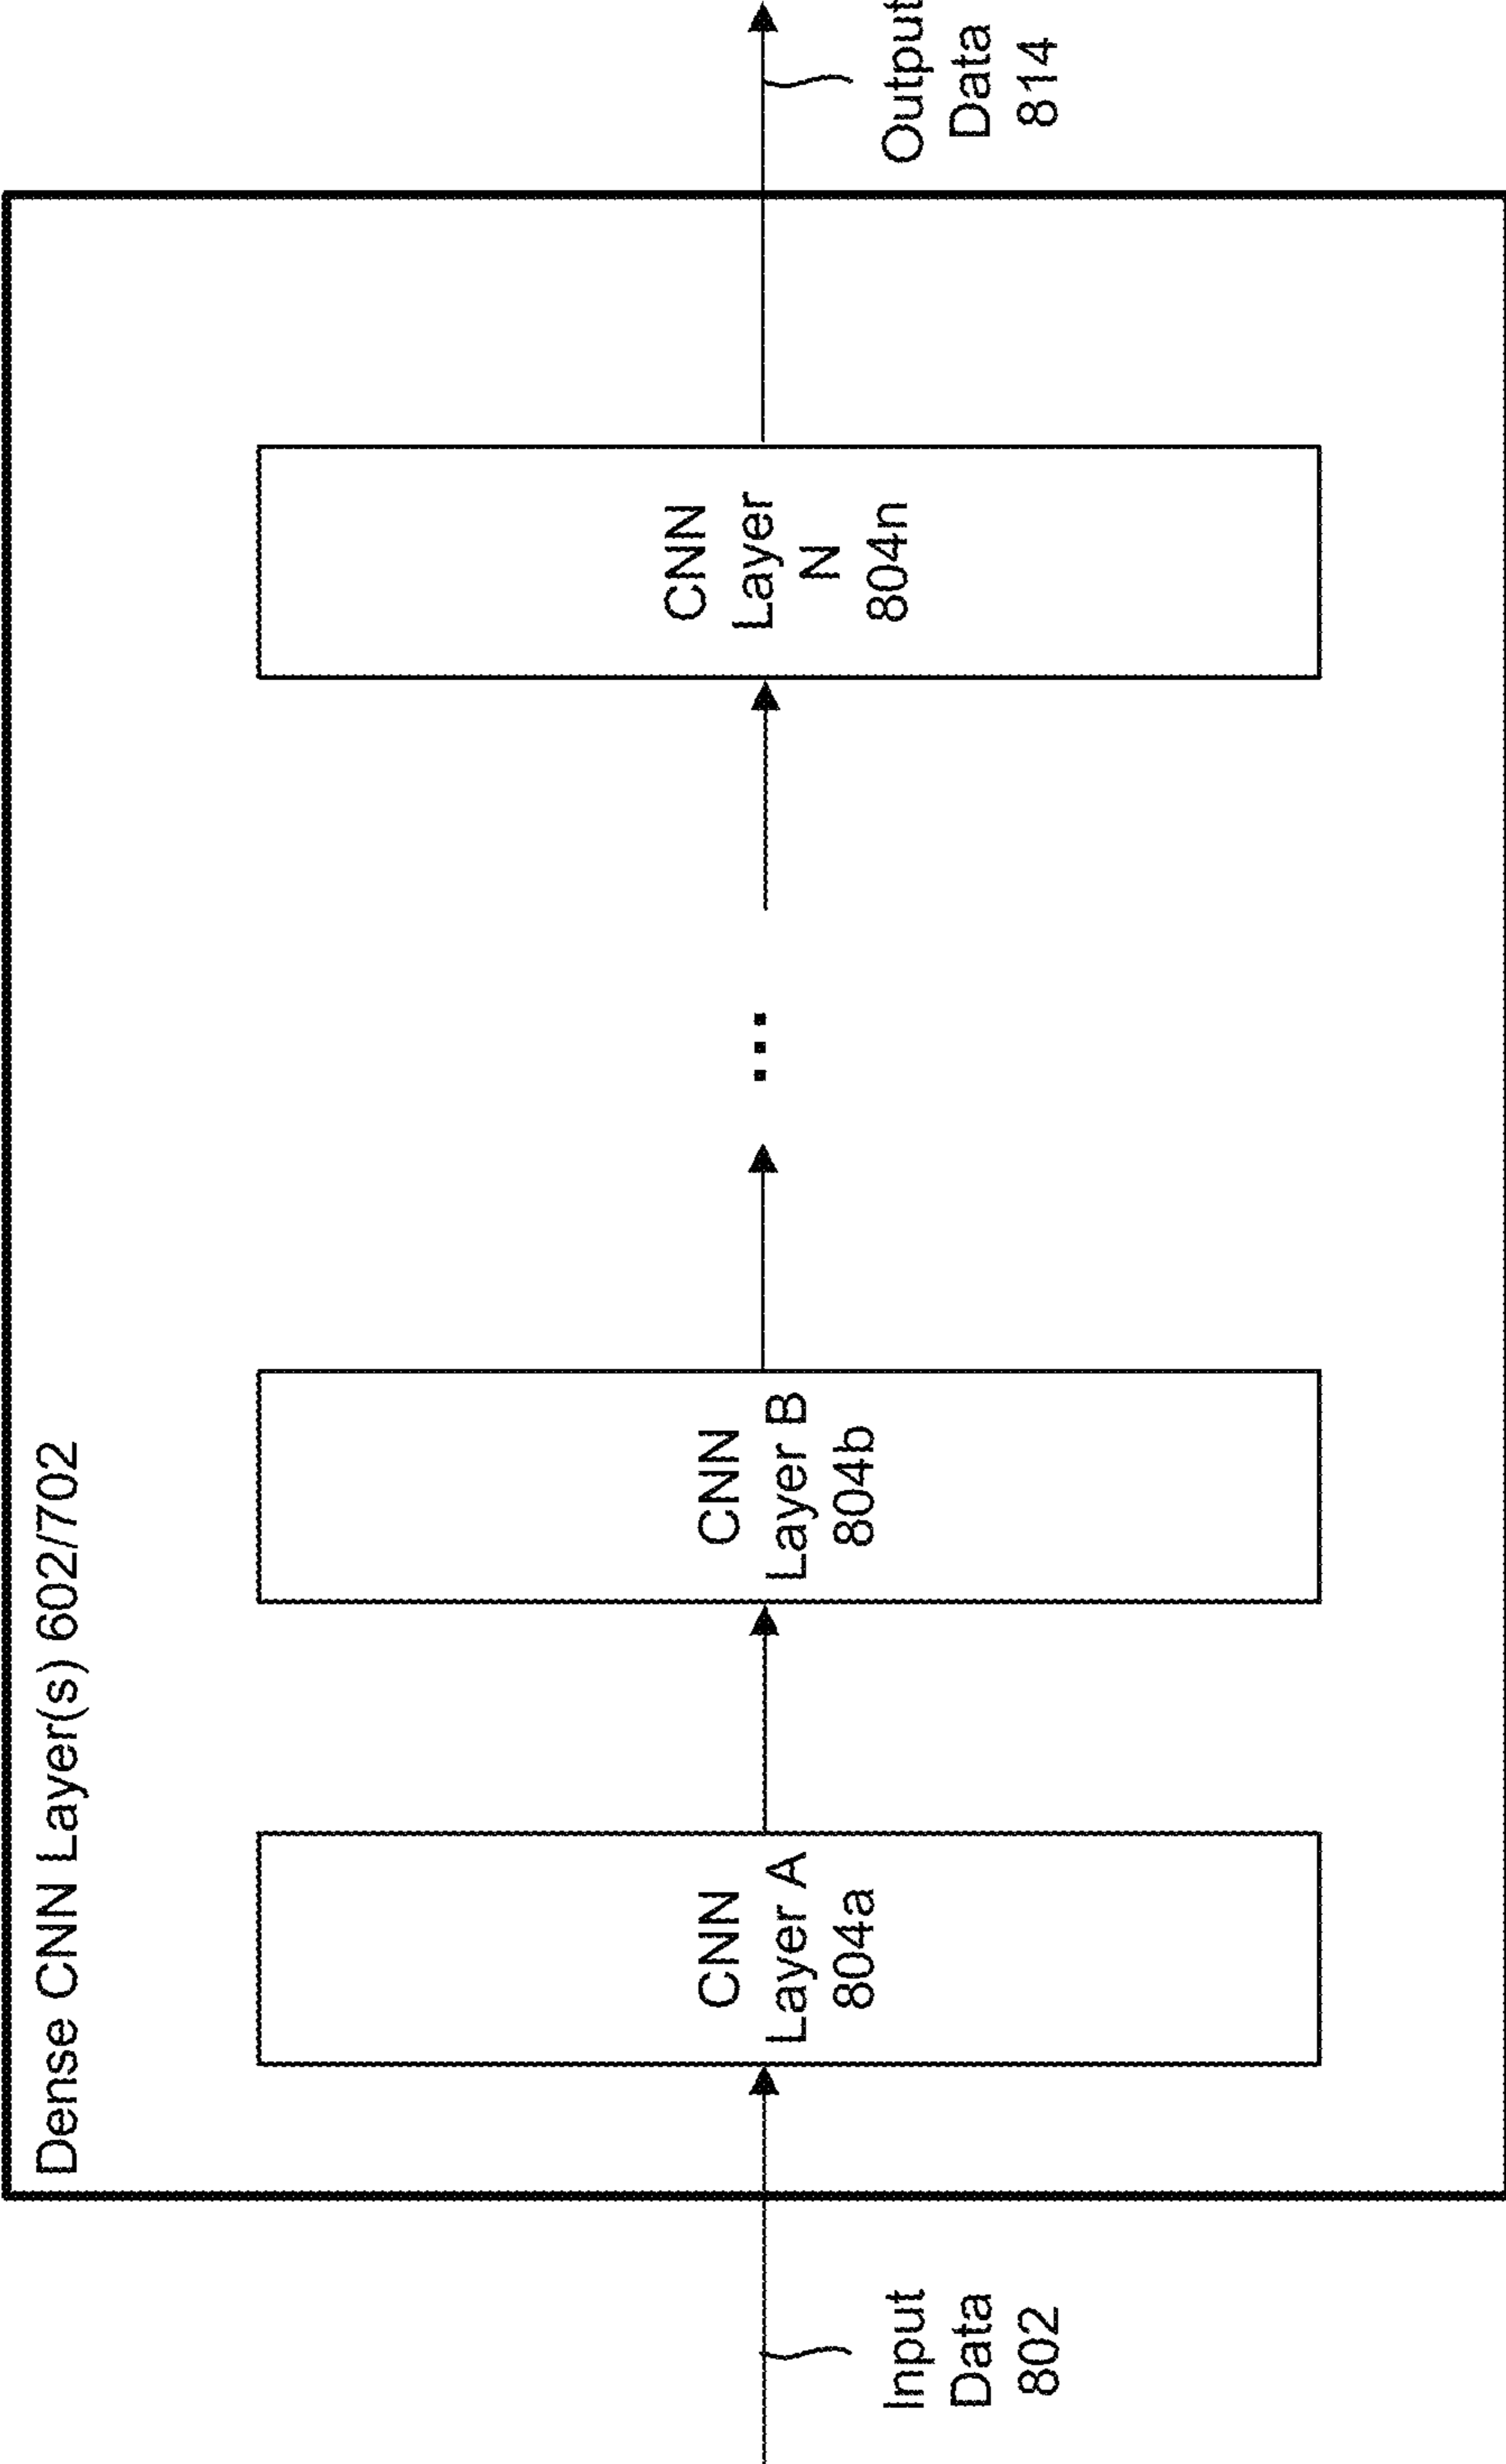 Dense CNN Layer(s) 602/702
Input
Data
802
CNN
Layer A
804a
CNN
Layer B
804b
...
CNN
Layer
N
804n
Output
Data
814